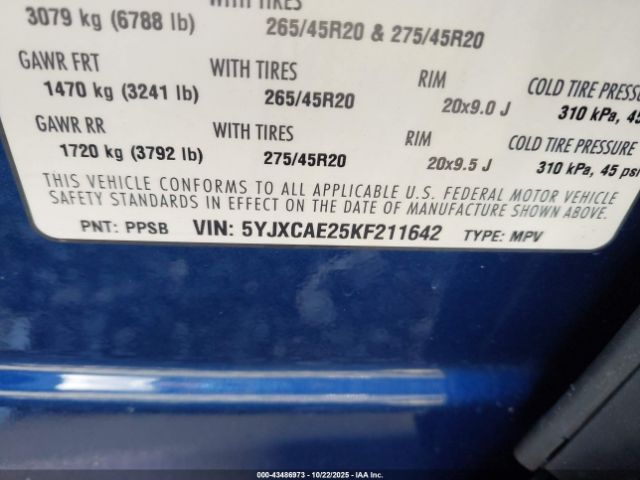 3079 kg (6788 lb) WITH TIRES 265/45R20 & 275/45R20
GAWR FRT WITH TIRES RIM COLD TIRE PRESSU
1470 kg (3241 lb) 265/45R20 20x9.0 J 310 kPa, 45
GAWR RR WITH TIRES RIM COLD TIRE PRESSURE
1720 kg (3792 lb) 275/45R20 20x9.5 J 310 kPa, 45 psi
THIS VEHICLE CONFORMS TO ALL APPLICABLE U.S. FEDERAL MOTOR VEHICLE
SAFETY STANDARDS IN EFFECT ON THE DATE OF MANUFACTURE SHOWN ABOVE
PNT: PPSB VIN: 5YJXCAE25KF211642 TYPE: MPV
000-43486973 - 10/22/2025 - IAA Inc.